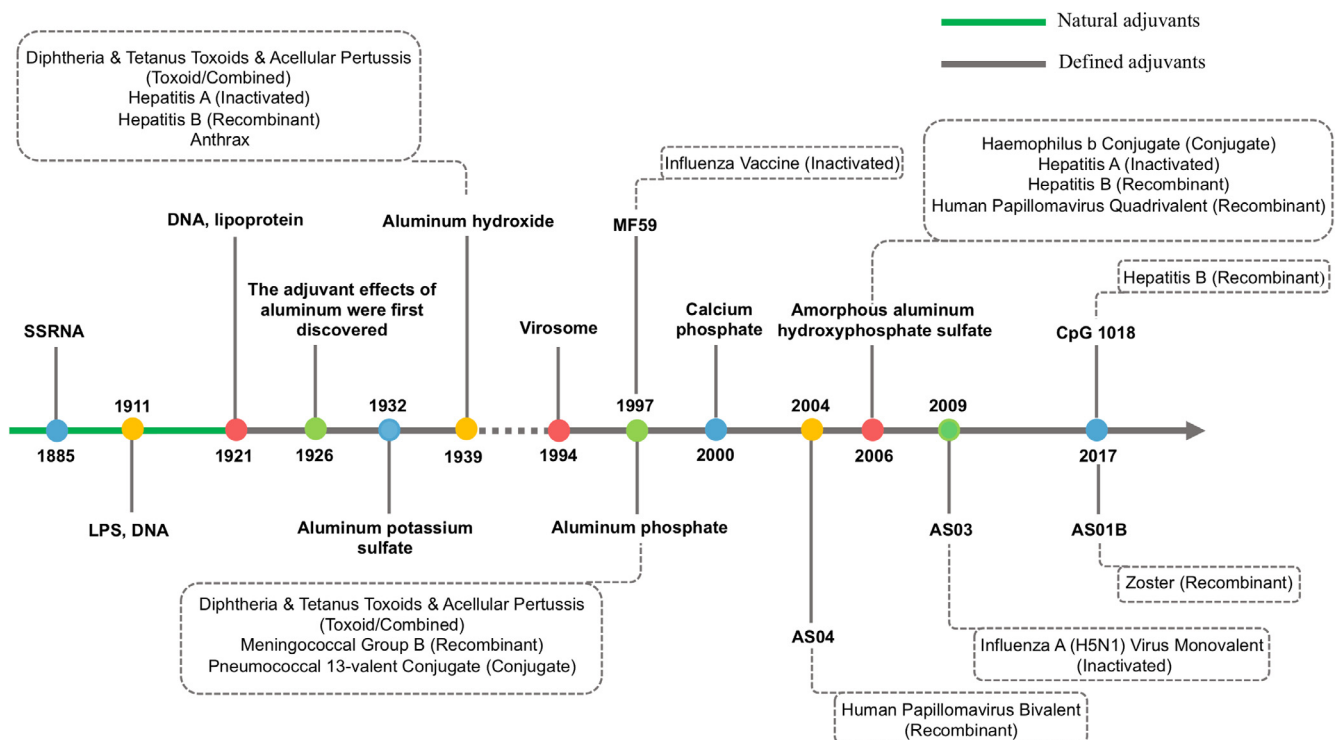 Natural adjuvants
Defined adjuvants
Diphtheria & Tetanus Toxoids & Acellular Pertussis
(Toxoid/Combined)
Hepatitis A (Inactivated)
Hepatitis B (Recombinant)
Anthrax
Influenza Vaccine (Inactivated)
Haemophilus b Conjugate (Conjugate)
Hepatitis A (Inactivated)
Hepatitis B (Recombinant)
Human Papillomavirus Quadrivalent (Recombinant)
Hepatitis B (Recombinant)
SSRNA
DNA, lipoprotein
The adjuvant effects of
aluminum were first
discovered
Aluminum hydroxide
Virosome
MF59
Calcium
phosphate
Amorphous aluminum
hydroxyphosphate sulfate
CpG 1018
1885
1911
1921
1926
1932
1939
1994
1997
2000
2004
2006
2009
2017
LPS, DNA
Aluminum potassium
sulfate
Aluminum phosphate
AS04
AS03
AS01B
Diphtheria & Tetanus Toxoids & Acellular Pertussis
(Toxoid/Combined)
Meningococcal Group B (Recombinant)
Pneumococcal 13-valent Conjugate (Conjugate)
Human Papillomavirus Bivalent
(Recombinant)
Influenza A (H5N1) Virus Monovalent
(Inactivated)
Zoster (Recombinant)